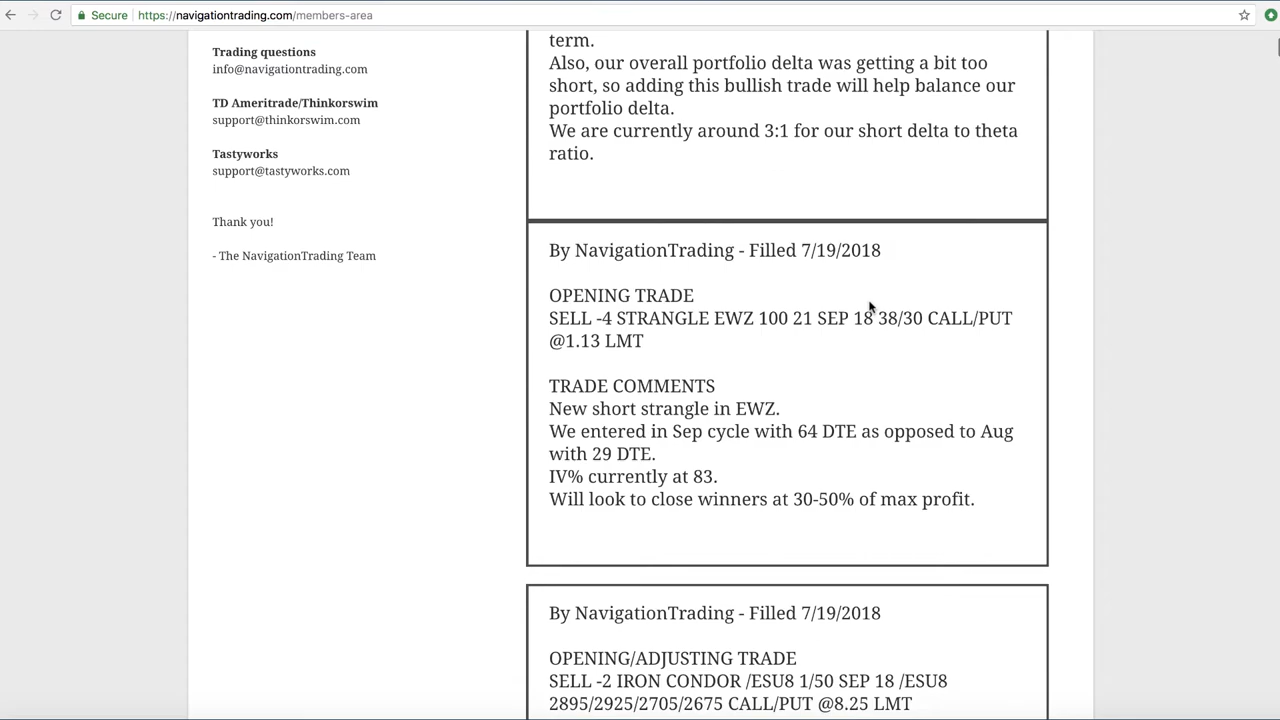 Secure
https://navigationtrading.com/members-area
Trading questions
info@navigationtrading.com
TD Ameritrade/Thinkorswim
support@thinkorswim.com
Tastyworks
support@tastyworks.com
Thank you!
- The NavigationTrading Team
term.
Also, our overall portfolio delta was getting a bit too
short, so adding this bullish trade will help balance our
portfolio delta.
We are currently around 3:1 for our short delta to theta
ratio.
By NavigationTrading - Filled 7/19/2018
OPENING TRADE
SELL -4 STRANGLE EWZ 100 21 SEP 18 38/30 CALL/PUT
@1.13 LMT
TRADE COMMENTS
New short strangle in EWZ.
We entered in Sep cycle with 64 DTE as opposed to Aug
with 29 DTE.
IV% currently at 83.
Will look to close winners at 30-50% of max profit.
By NavigationTrading - Filled 7/19/2018
OPENING/ADJUSTING TRADE
SELL -2 IRON CONDOR /ESU8 1/50 SEP 18 /ESU8
2895/2925/2705/2675 CALL/PUT @8.25 LMT